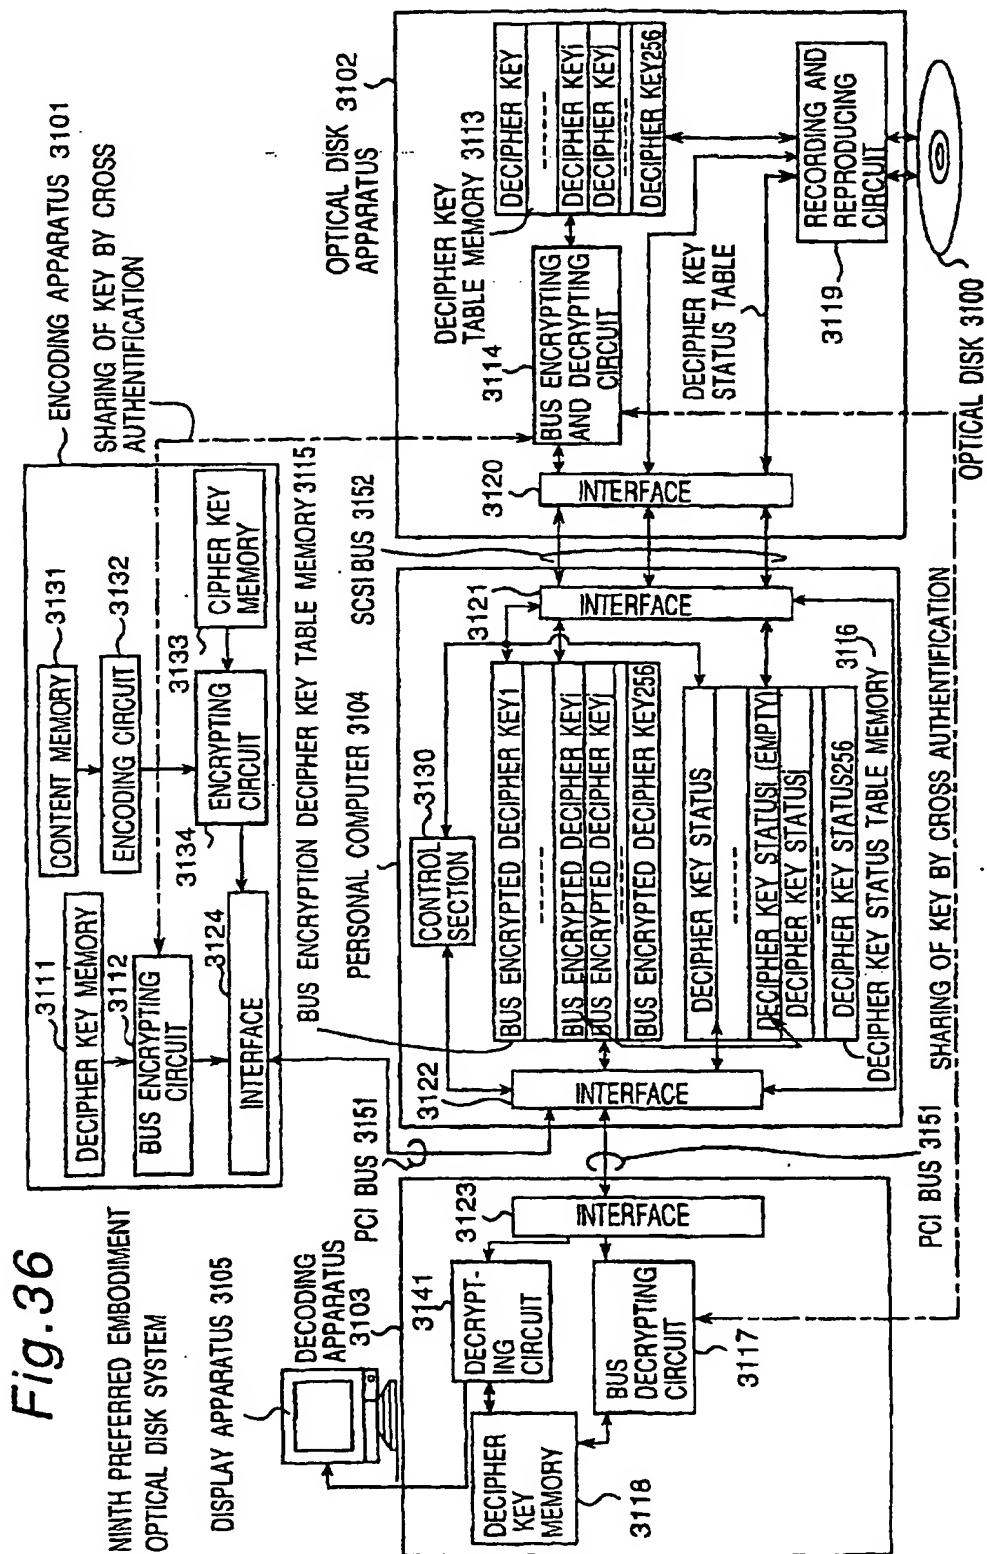 Fig.36
NINTH PREFERRED EMBODIMENT
OPTICAL DISK SYSTEM
DISPLAY APPARATUS 3105
DECODING
APPARATUS
3103
3141
DECRYPT-
ING
CIRCUIT
DECIPHER
KEY
MEMORY
3118
BUS
DECRYPTING
CIRCUIT
3117
3123
INTERFACE
PCI BUS 3151
PCI BUS 3151
ENCODING APPARATUS 3101
SHARING OF KEY BY CROSS
AUTHENTIFICATION
3111
DECIPHER KEY MEMORY
3112
BUS ENCRYPTING
CIRCUIT
3124
INTERFACE
CONTENT MEMORY
3131
ENCODING CIRCUIT
3132
3133
CIPHER KEY
MEMORY
3134
ENCRYPTING
CIRCUIT
BUS ENCRYPTION DECIPHER KEY TABLE MEMORY 3115
PERSONAL COMPUTER 3104
3130
CONTROL
SECTION
3122
INTERFACE
BUS ENCRYPTED DECIPHER KEY1
BUS ENCRYPTED DECIPHER KEYi
BUS ENCRYPTED DECIPHER KEYj
BUS ENCRYPTED DECIPHER KEY256
DECIPHER KEY STATUS
DECIPHER KEY STATUSi (EMPTY)
DECIPHER KEY STATUSj
DECIPHER KEY STATUS256
DECIPHER KEY STATUS TABLE MEMORY
3116
3121
INTERFACE
SCSI BUS 3152
SHARING OF KEY BY CROSS AUTHENTIFICATION
OPTICAL DISK
APPARATUS 3102
DECIPHER KEY
TABLE MEMORY 3113
DECIPHER KEY
DECIPHER KEYi
DECIPHER KEYj
DECIPHER KEY256
3114
BUS ENCRYPTING
AND DECRYPTING
CIRCUIT
3120
INTERFACE
DECIPHER KEY
STATUS TABLE
RECORDING AND
REPRODUCING
CIRCUIT
3119
OPTICAL DISK 3100